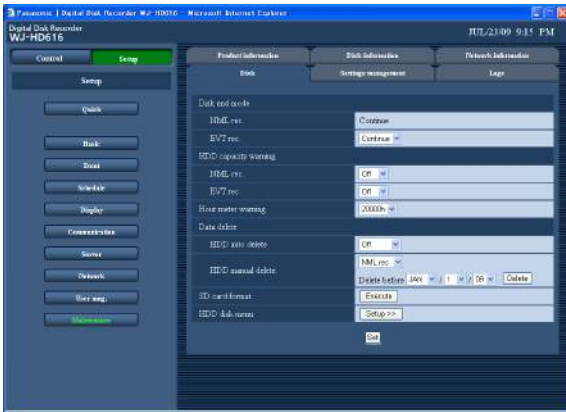 Panasonic | Digital Disk Recorder WJ-HD616 - Microsoft Internet Explorer
Digital Disk Recorder
WJ-HD616
JUL/23/09 9:15 PM
Control
Setup
Product information
Disk information
Network information
Disk
Settings management
Logs
Setup
Quick
Basic
Event
Schedule
Display
Communication
Server
Network
User mng.
Maintenance
Disk end mode
NML rec. Continue
EVT rec. Continue
HDD capacity warning
NML rec. Off
EVT rec. Off
Hour meter warning 20000h
Data delete
HDD auto delete Off
HDD manual delete NML rec.
Delete before JAN / 1 / 09 Delete
SD card format Execute
HDD disk menu Setup >>
Set